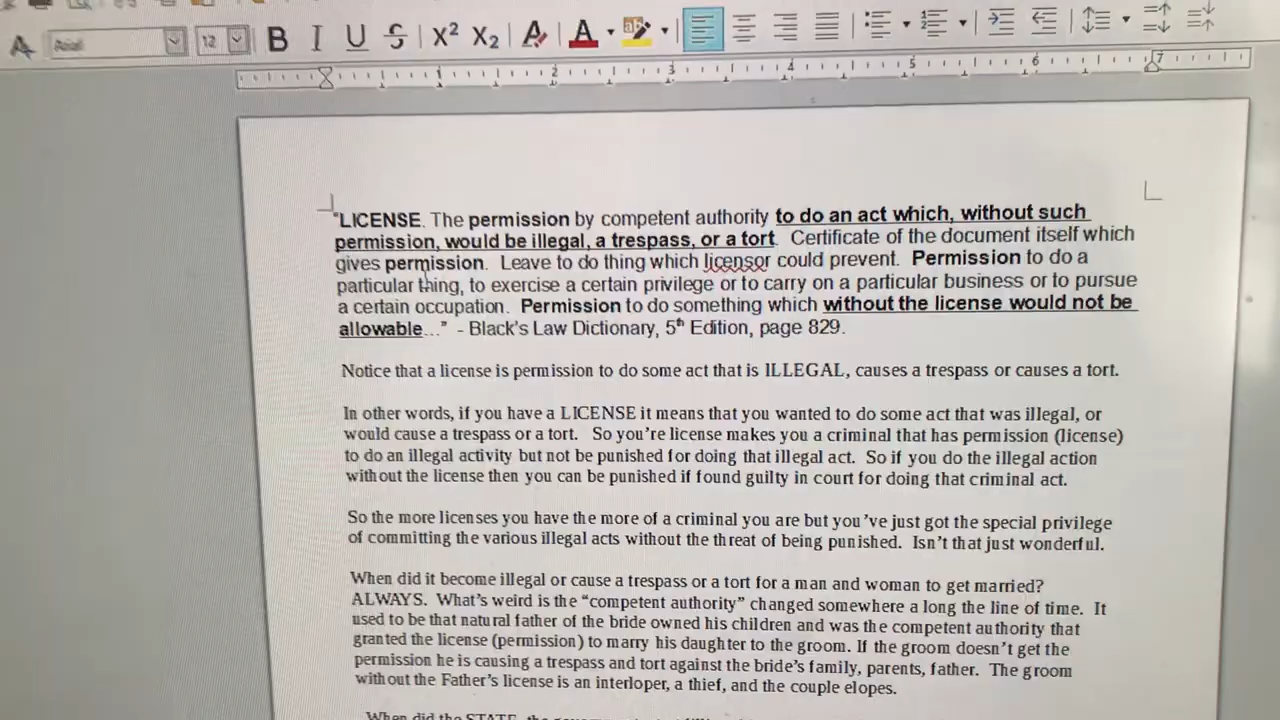 Arial 12 B I U S X² X₂ A A ab
1 2 3 4 5 6 7
"LICENSE. The permission by competent authority to do an act which, without such
permission, would be illegal, a trespass, or a tort. Certificate of the document itself which
gives permission. Leave to do thing which licensor could prevent. Permission to do a
particular thing, to exercise a certain privilege or to carry on a particular business or to pursue
a certain occupation. Permission to do something which without the license would not be
allowable..." - Black's Law Dictionary, 5th Edition, page 829.
Notice that a license is permission to do some act that is ILLEGAL, causes a trespass or causes a tort.
In other words, if you have a LICENSE it means that you wanted to do some act that was illegal, or
would cause a trespass or a tort. So you're license makes you a criminal that has permission (license)
to do an illegal activity but not be punished for doing that illegal act. So if you do the illegal action
without the license then you can be punished if found guilty in court for doing that criminal act.
So the more licenses you have the more of a criminal you are but you've just got the special privilege
of committing the various illegal acts without the threat of being punished. Isn't that just wonderful.
When did it become illegal or cause a trespass or a tort for a man and woman to get married?
ALWAYS. What's weird is the "competent authority" changed somewhere a long the line of time. It
used to be that natural father of the bride owned his children and was the competent authority that
granted the license (permission) to marry his daughter to the groom. If the groom doesn't get the
permission he is causing a trespass and tort against the bride's family, parents, father. The groom
without the Father's license is an interloper, a thief, and the couple elopes.
When did the STATE, the